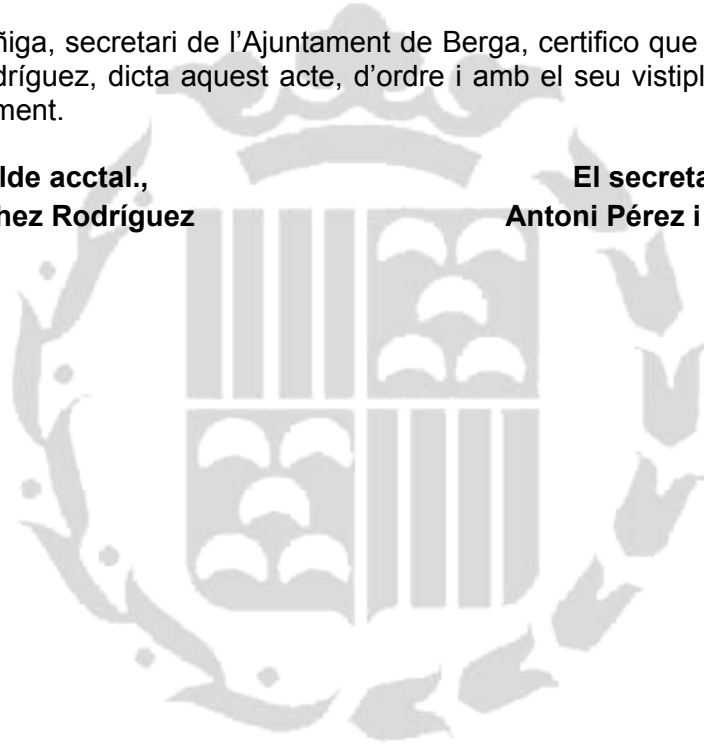 ñiga, secretari de l’Ajuntament de Berga, certifico que
dríguez, dicta aquest acte, d’ordre i amb el seu vistipl
ment.
lde acctal.,
El secreta
hez Rodríguez
Antoni Pérez i